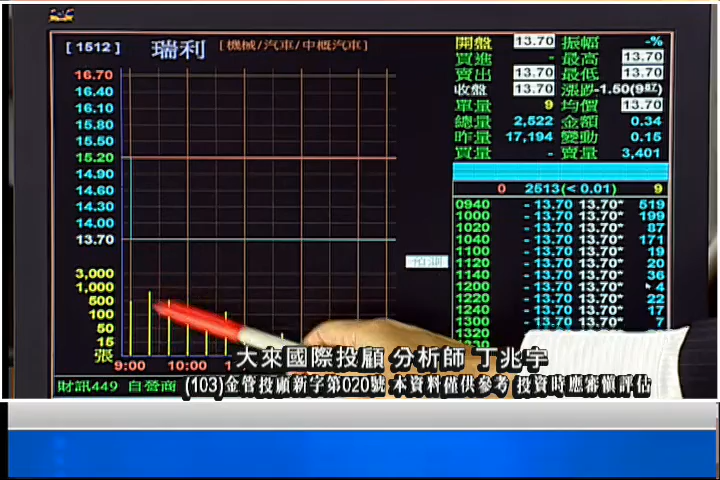 [1512] 瑞利 [機械/汽車/中概汽車]
開盤 13.70 振幅 -%
買進 - 最高 13.70
賣出 13.70 最低 13.70
收盤 13.70 漲跌 -1.50(987)
單量 9 均價 13.70
總量 2,522 金額 0.34
昨量 17,194 變動 0.15
買量 - 賣量 3,401
0 2513(<0.01) 9
16.70
16.40
16.10
15.80
15.50
15.20
14.90
14.60
14.30
14.00
13.70
3,000
1,000
500
100
50
15
張
9:00 10:00
0940 - 13.70 13.70* 519
1000 - 13.70 13.70* 199
1020 - 13.70 13.70* 87
1040 - 13.70 13.70* 171
1100 - 13.70 13.70* 19
1120 - 13.70 13.70* 20
1140 - 13.70 13.70* 36
1200 - 13.70 13.70* 4
1220 - 13.70 13.70* 22
1240 - 13.70 13.70* 17
1300 - 13.70 13.70* 7
1320
財訊449 自營商
大來國際投顧 分析師 丁兆宇
(103)金管投顧新字第020號 本資料僅供參考 投資時應審慎評估